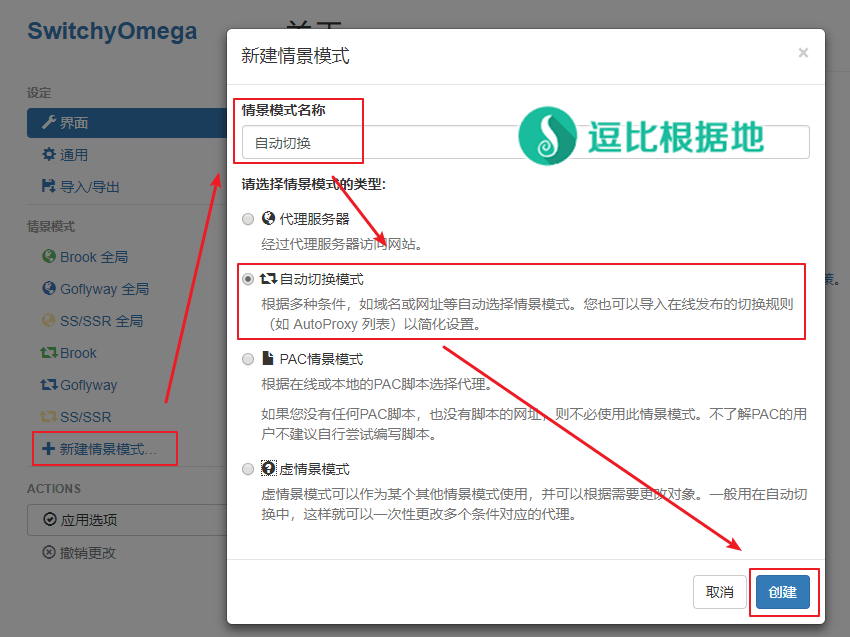 SwitchyOmega
设定
界面
通用
导入/导出
情景模式
Brook 全局
Goflyway 全局
SS/SSR 全局
Brook
Goflyway
SS/SSR
新建情景模式...
ACTIONS
应用选项
撤销更改
新建情景模式
×
情景模式名称
自动切换
逗比根据地
请选择情景模式的类型:
代理服务器
经过代理服务器访问网站。
自动切换模式
根据多种条件，如域名或网址等自动选择情景模式。您也可以导入在线发布的切换规则
（如 AutoProxy 列表）以简化设置。
PAC情景模式
根据在线或本地的PAC脚本选择代理。
如果您没有任何PAC脚本，也没有脚本的网址，则不必使用此情景模式。不了解PAC的用
户不建议自行尝试编写脚本。
虚情景模式
虚情景模式可以作为某个其他情景模式使用，并可以根据需要更改对象。一般用在自动切
换中，这样就可以一次性更改多个条件对应的代理。
取消
创建